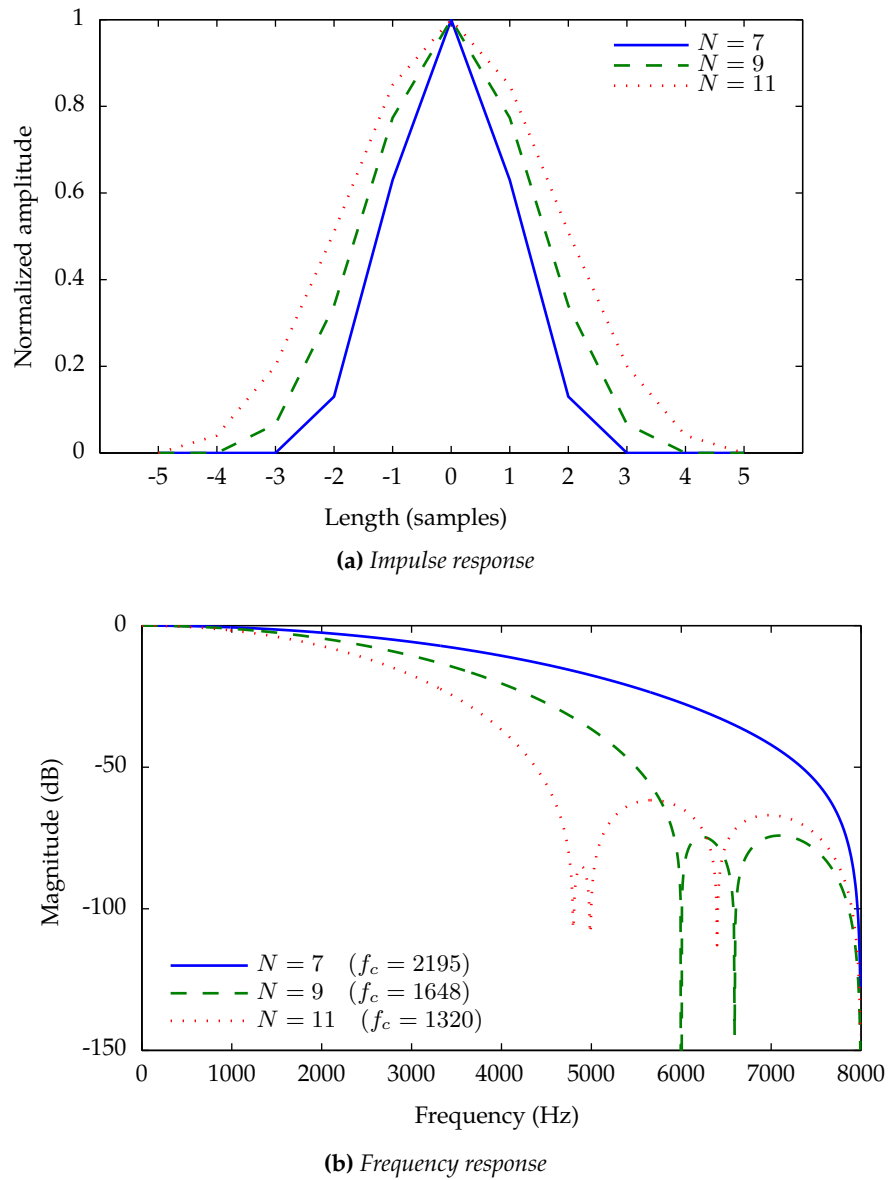 1
0.8
0.6
0.4
0.2
0
Normalized amplitude
N = 7
N = 9
N = 11
-5 -4 -3 -2 -1 0 1 2 3 4 5
Length (samples)
(a) Impulse response
0
-50
-100
-150
Magnitude (dB)
N = 7 (f_c = 2195)
N = 9 (f_c = 1648)
N = 11 (f_c = 1320)
0 1000 2000 3000 4000 5000 6000 7000 8000
Frequency (Hz)
(b) Frequency response